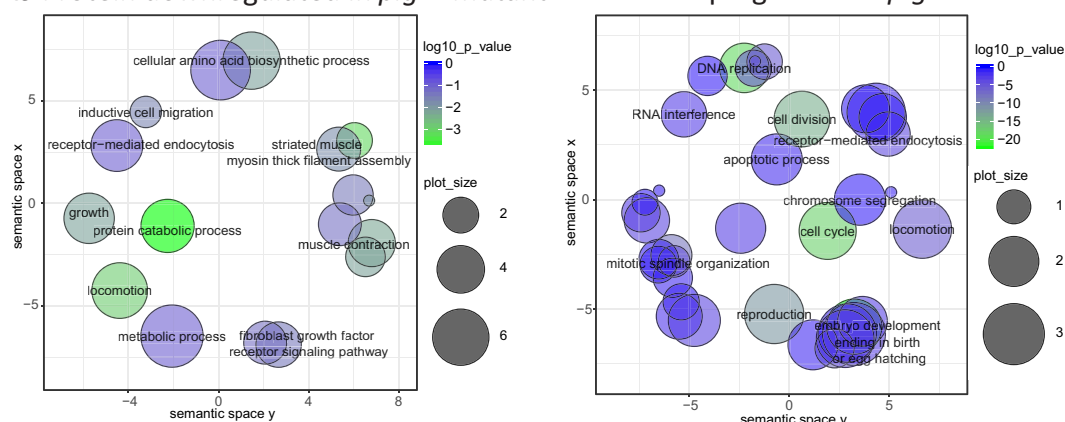 cellular amino acid biosynthetic process
inductive cell migration
receptor−mediated endocytosis
striated muscle
myosin thick filament assembly
growth
protein catabolic process
muscle contraction
locomotion
metabolic process
fibroblast growth factor
receptor signaling pathway
5
0
−5
−4
0
4
8
semantic space y
semantic space x
log10_p_value
0
−1
−2
−3
plot_size
2
4
6
DNA replication
RNA interference
cell division
receptor−mediated endocytosis
apoptotic process
chromosome segregation
cell cycle
locomotion
mitotic spindle organization
reproduction
embryo development
ending in birth
or egg hatching
5
0
−5
−5
0
5
semantic space y
semantic space x
log10_p_value
0
−5
−10
−15
−20
plot_size
1
2
3